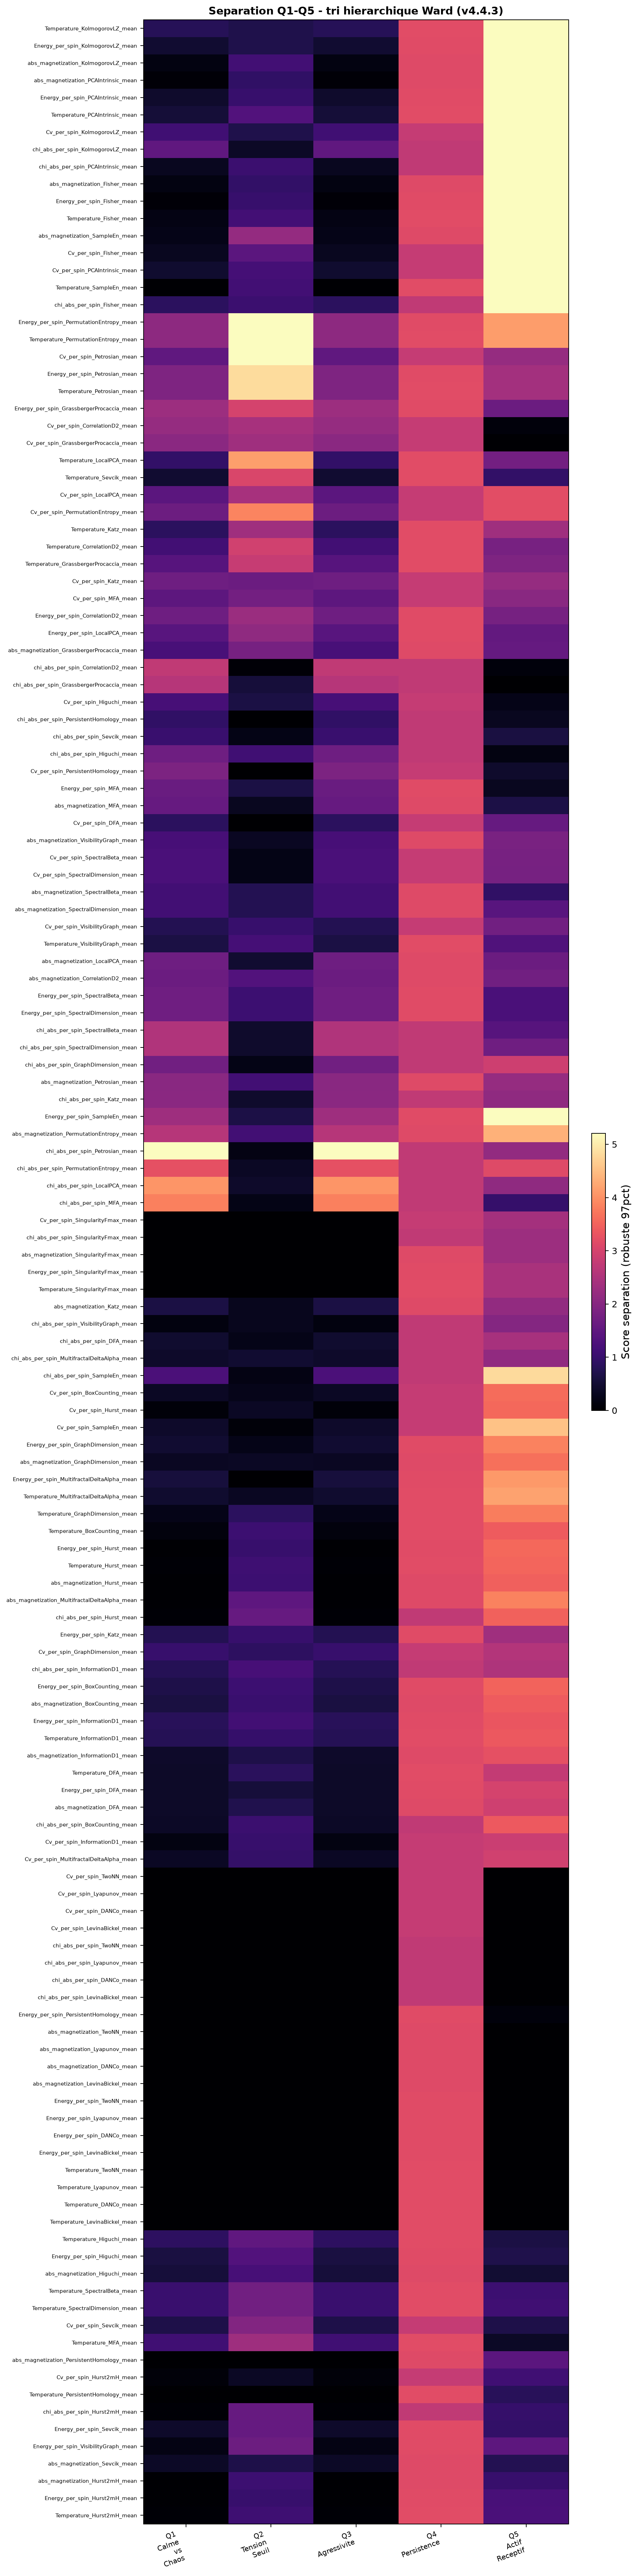 Separation Q1-Q5 - tri hierarchique Ward (v4.4.3)
Temperature_KolmogorovLZ_mean
Energy_per_spin_KolmogorovLZ_mean
abs_magnetization_KolmogorovLZ_mean
abs_magnetization_PCAIntrinsic_mean
Energy_per_spin_PCAIntrinsic_mean
Temperature_PCAIntrinsic_mean
Cv_per_spin_KolmogorovLZ_mean
chi_abs_per_spin_KolmogorovLZ_mean
chi_abs_per_spin_PCAIntrinsic_mean
abs_magnetization_Fisher_mean
Energy_per_spin_Fisher_mean
Temperature_Fisher_mean
abs_magnetization_SampleEn_mean
Cv_per_spin_Fisher_mean
Cv_per_spin_PCAIntrinsic_mean
Temperature_SampleEn_mean
chi_abs_per_spin_Fisher_mean
Energy_per_spin_PermutationEntropy_mean
Temperature_PermutationEntropy_mean
Cv_per_spin_Petrosian_mean
Energy_per_spin_Petrosian_mean
Temperature_Petrosian_mean
Energy_per_spin_GrassbergerProcaccia_mean
Cv_per_spin_CorrelationD2_mean
Cv_per_spin_GrassbergerProcaccia_mean
Temperature_LocalPCA_mean
Temperature_Sevcik_mean
Cv_per_spin_LocalPCA_mean
Cv_per_spin_PermutationEntropy_mean
Temperature_Katz_mean
Temperature_CorrelationD2_mean
Temperature_GrassbergerProcaccia_mean
Cv_per_spin_Katz_mean
Cv_per_spin_MFA_mean
Energy_per_spin_CorrelationD2_mean
Energy_per_spin_LocalPCA_mean
abs_magnetization_GrassbergerProcaccia_mean
chi_abs_per_spin_CorrelationD2_mean
chi_abs_per_spin_GrassbergerProcaccia_mean
Cv_per_spin_Higuchi_mean
chi_abs_per_spin_PersistentHomology_mean
chi_abs_per_spin_Sevcik_mean
chi_abs_per_spin_Higuchi_mean
Cv_per_spin_PersistentHomology_mean
Energy_per_spin_MFA_mean
abs_magnetization_MFA_mean
Cv_per_spin_DFA_mean
abs_magnetization_VisibilityGraph_mean
Cv_per_spin_SpectralBeta_mean
Cv_per_spin_SpectralDimension_mean
abs_magnetization_SpectralBeta_mean
abs_magnetization_SpectralDimension_mean
Cv_per_spin_VisibilityGraph_mean
Temperature_VisibilityGraph_mean
abs_magnetization_LocalPCA_mean
abs_magnetization_CorrelationD2_mean
Energy_per_spin_SpectralBeta_mean
Energy_per_spin_SpectralDimension_mean
chi_abs_per_spin_SpectralBeta_mean
chi_abs_per_spin_SpectralDimension_mean
chi_abs_per_spin_GraphDimension_mean
abs_magnetization_Petrosian_mean
chi_abs_per_spin_Katz_mean
Energy_per_spin_SampleEn_mean
abs_magnetization_PermutationEntropy_mean
chi_abs_per_spin_Petrosian_mean
chi_abs_per_spin_PermutationEntropy_mean
chi_abs_per_spin_LocalPCA_mean
chi_abs_per_spin_MFA_mean
Cv_per_spin_SingularityFmax_mean
chi_abs_per_spin_SingularityFmax_mean
abs_magnetization_SingularityFmax_mean
Energy_per_spin_SingularityFmax_mean
Temperature_SingularityFmax_mean
abs_magnetization_Katz_mean
chi_abs_per_spin_VisibilityGraph_mean
chi_abs_per_spin_DFA_mean
chi_abs_per_spin_MultifractalDeltaAlpha_mean
chi_abs_per_spin_SampleEn_mean
Cv_per_spin_BoxCounting_mean
Cv_per_spin_Hurst_mean
Cv_per_spin_SampleEn_mean
Energy_per_spin_GraphDimension_mean
abs_magnetization_GraphDimension_mean
Energy_per_spin_MultifractalDeltaAlpha_mean
Temperature_MultifractalDeltaAlpha_mean
Temperature_GraphDimension_mean
Temperature_BoxCounting_mean
Energy_per_spin_Hurst_mean
Temperature_Hurst_mean
abs_magnetization_Hurst_mean
abs_magnetization_MultifractalDeltaAlpha_mean
chi_abs_per_spin_Hurst_mean
Energy_per_spin_Katz_mean
Cv_per_spin_GraphDimension_mean
chi_abs_per_spin_InformationD1_mean
Energy_per_spin_BoxCounting_mean
abs_magnetization_BoxCounting_mean
Energy_per_spin_InformationD1_mean
Temperature_InformationD1_mean
abs_magnetization_InformationD1_mean
Temperature_DFA_mean
Energy_per_spin_DFA_mean
abs_magnetization_DFA_mean
chi_abs_per_spin_BoxCounting_mean
Cv_per_spin_InformationD1_mean
Cv_per_spin_MultifractalDeltaAlpha_mean
Cv_per_spin_TwoNN_mean
Cv_per_spin_Lyapunov_mean
Cv_per_spin_DANCo_mean
Cv_per_spin_LevinaBickel_mean
chi_abs_per_spin_TwoNN_mean
chi_abs_per_spin_Lyapunov_mean
chi_abs_per_spin_DANCo_mean
chi_abs_per_spin_LevinaBickel_mean
Energy_per_spin_PersistentHomology_mean
abs_magnetization_TwoNN_mean
abs_magnetization_Lyapunov_mean
abs_magnetization_DANCo_mean
abs_magnetization_LevinaBickel_mean
Energy_per_spin_TwoNN_mean
Energy_per_spin_Lyapunov_mean
Energy_per_spin_DANCo_mean
Energy_per_spin_LevinaBickel_mean
Temperature_TwoNN_mean
Temperature_Lyapunov_mean
Temperature_DANCo_mean
Temperature_LevinaBickel_mean
Temperature_Higuchi_mean
Energy_per_spin_Higuchi_mean
abs_magnetization_Higuchi_mean
Temperature_SpectralBeta_mean
Temperature_SpectralDimension_mean
Cv_per_spin_Sevcik_mean
Temperature_MFA_mean
abs_magnetization_PersistentHomology_mean
Cv_per_spin_Hurst2mH_mean
Temperature_PersistentHomology_mean
chi_abs_per_spin_Hurst2mH_mean
Energy_per_spin_Sevcik_mean
Energy_per_spin_VisibilityGraph_mean
abs_magnetization_Sevcik_mean
abs_magnetization_Hurst2mH_mean
Energy_per_spin_Hurst2mH_mean
Temperature_Hurst2mH_mean
Q1
Calme
vs
Chaos
Q2
Tension
Seuil
Q3
Agressivite
Q4
Persistence
Q5
Actif
Receptif
5
4
3
2
1
0
Score separation (robuste 97pct)